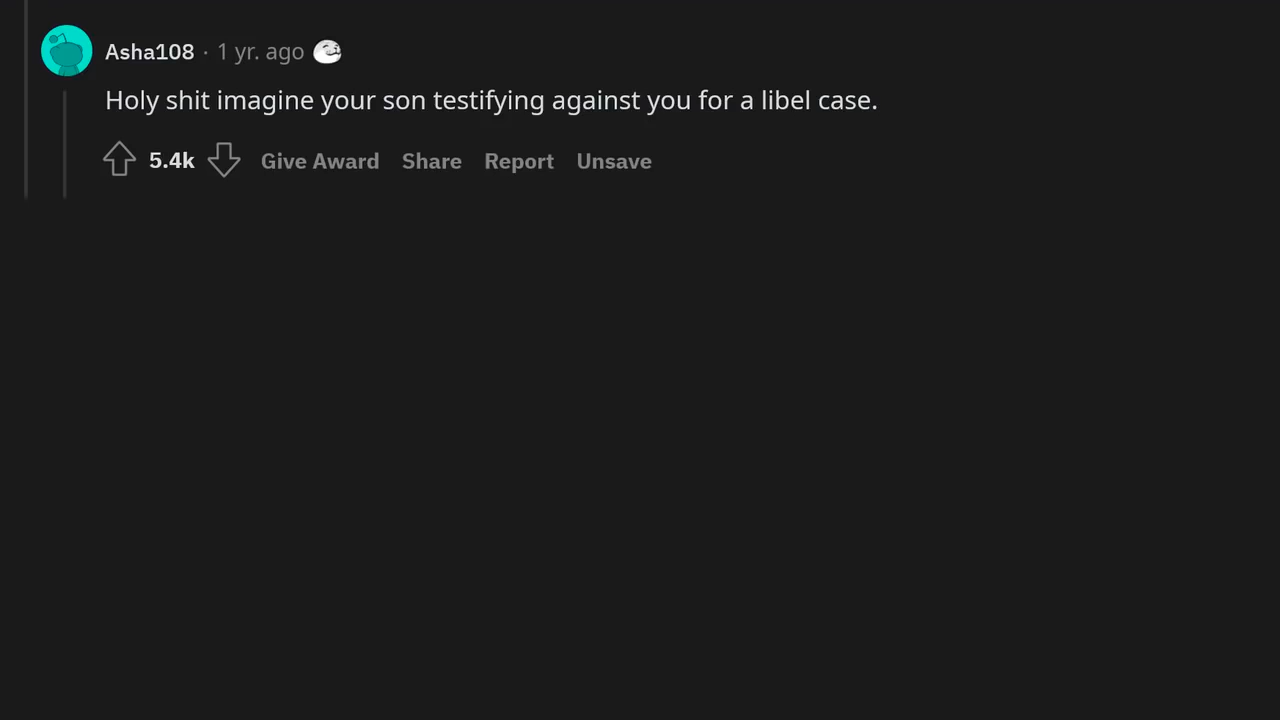 Asha108 · 1 yr. ago
Holy shit imagine your son testifying against you for a libel case.
5.4k Give Award Share Report Unsave